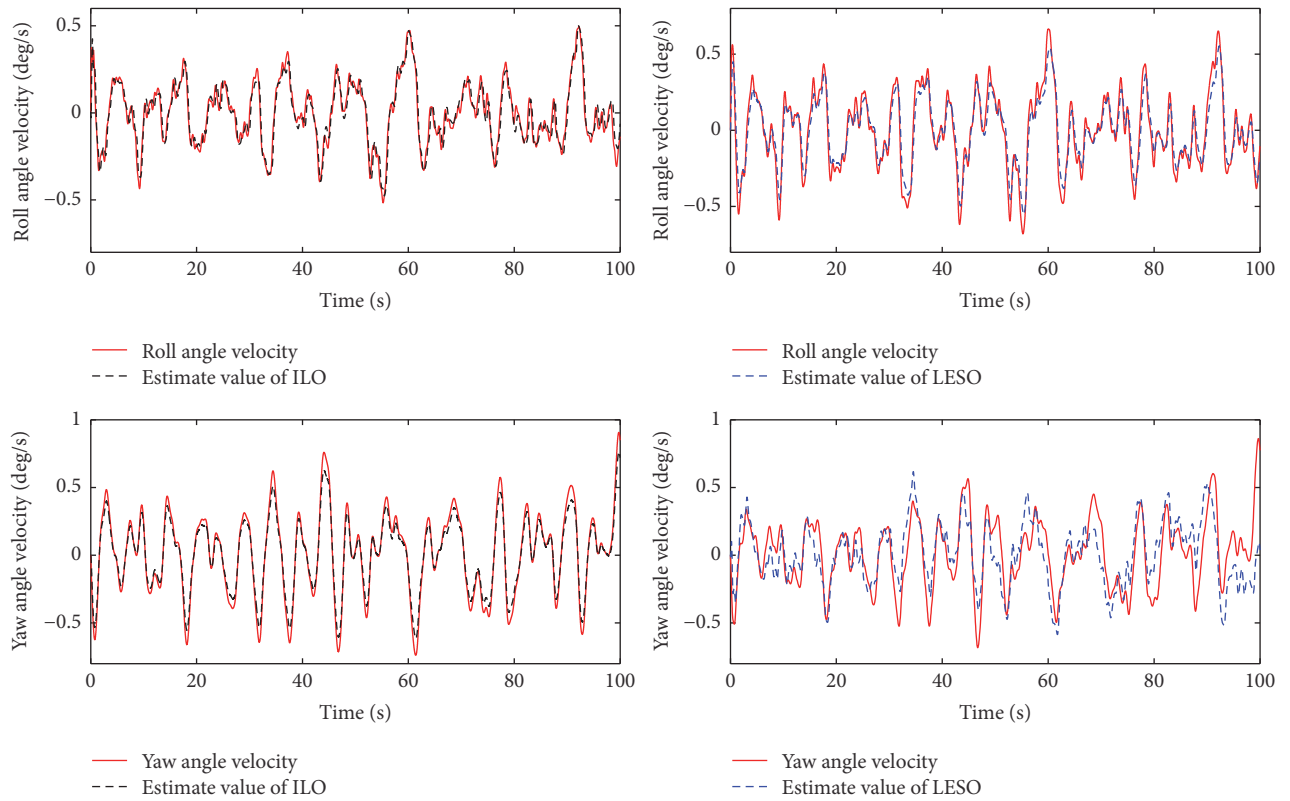 Roll angle velocity (deg/s)
0.5
0
−0.5
0 20 40 60 80 100
Time (s)
Roll angle velocity
Estimate value of ILO
Roll angle velocity (deg/s)
0.5
0
−0.5
0 20 40 60 80 100
Time (s)
Roll angle velocity
Estimate value of LESO
Yaw angle velocity (deg/s)
1
0.5
0
−0.5
0 20 40 60 80 100
Time (s)
Yaw angle velocity
Estimate value of ILO
Yaw angle velocity (deg/s)
1
0.5
0
−0.5
0 20 40 60 80 100
Time (s)
Yaw angle velocity
Estimate value of LESO